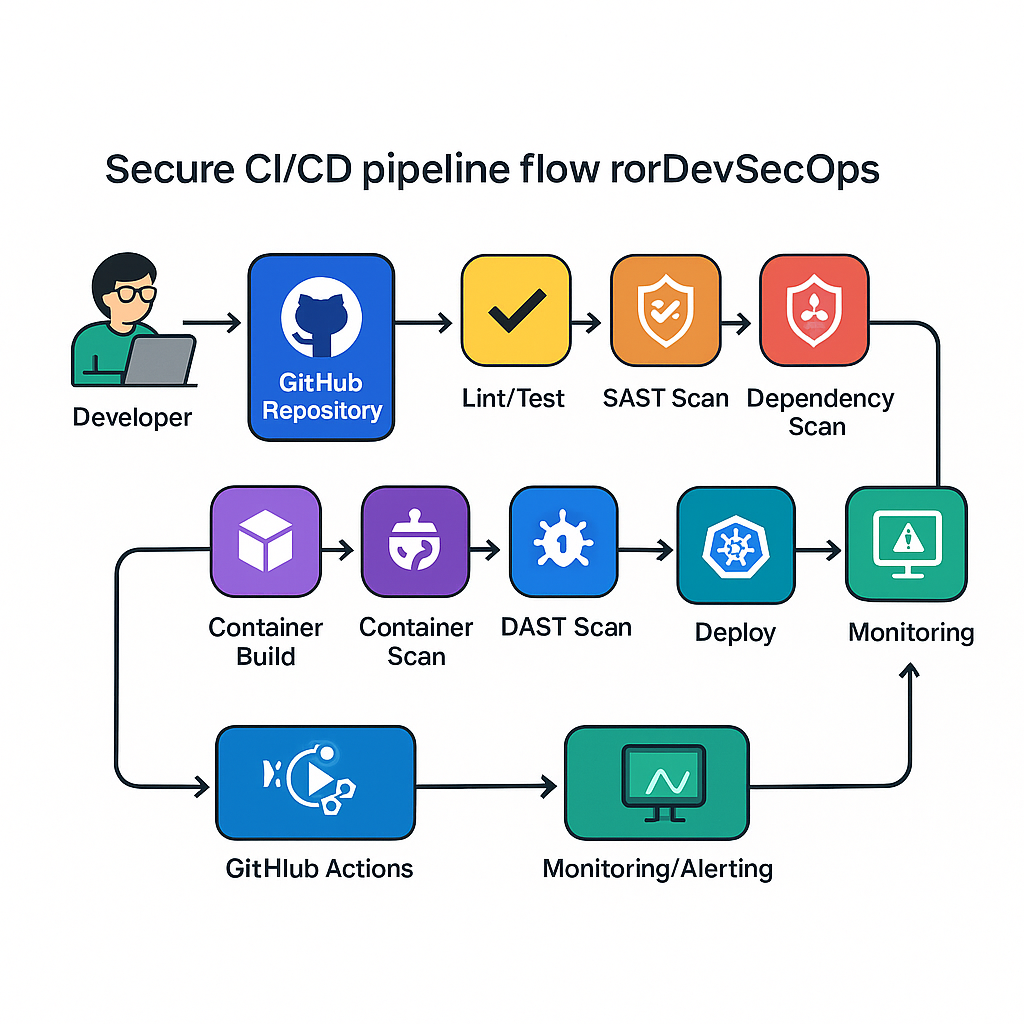 Secure CI/CD pipeline flow rorDevSecOps
Developer
GitHub
Repository
Lint/Test
SAST Scan
Dependency
Scan
Container
Build
Container
Scan
DAST Scan
Deploy
Monitoring
GitHIub Actions
Monitoring/Alerting